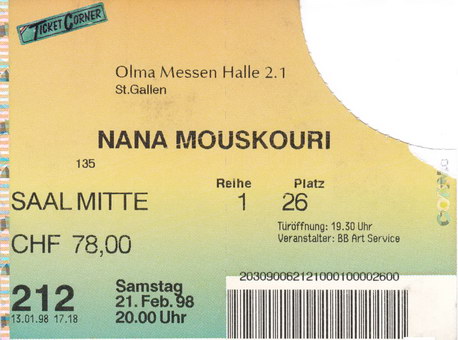 TICKET CORNER
Olma Messen Halle 2.1
St.Gallen
NANA MOUSKOURI
135
Reihe Platz
SAAL MITTE 1 26
Türöffnung: 19.30 Uhr
Veranstalter: BB Art Service
CHF 78,00
2030900621210001000002600
212 Samstag
21. Feb. 98
13.01.98 17.18
20.00 Uhr